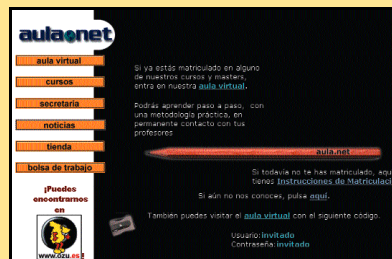 aulaonet
aula virtual
cursos
secretaría
noticias
tienda
bolsa de trabajo
¡Puedes
encontrarnos
en
www.ozu.es
Si ya estás matriculado en alguno
de nuestros cursos y masters,
entra en nuestra aula virtual.
Podrás aprender paso a paso, con
una metodología práctica, en
permanente contacto con tus
profesores
aula.net
Si todavía no te has matriculado, aquí
tienes Instrucciones de Matriculaci
Si aún no nos conoces, pulsa aquí.
También puedes visitar el aula virtual con el siguiente código.
Usuario:invitado
Contraseña:invitado